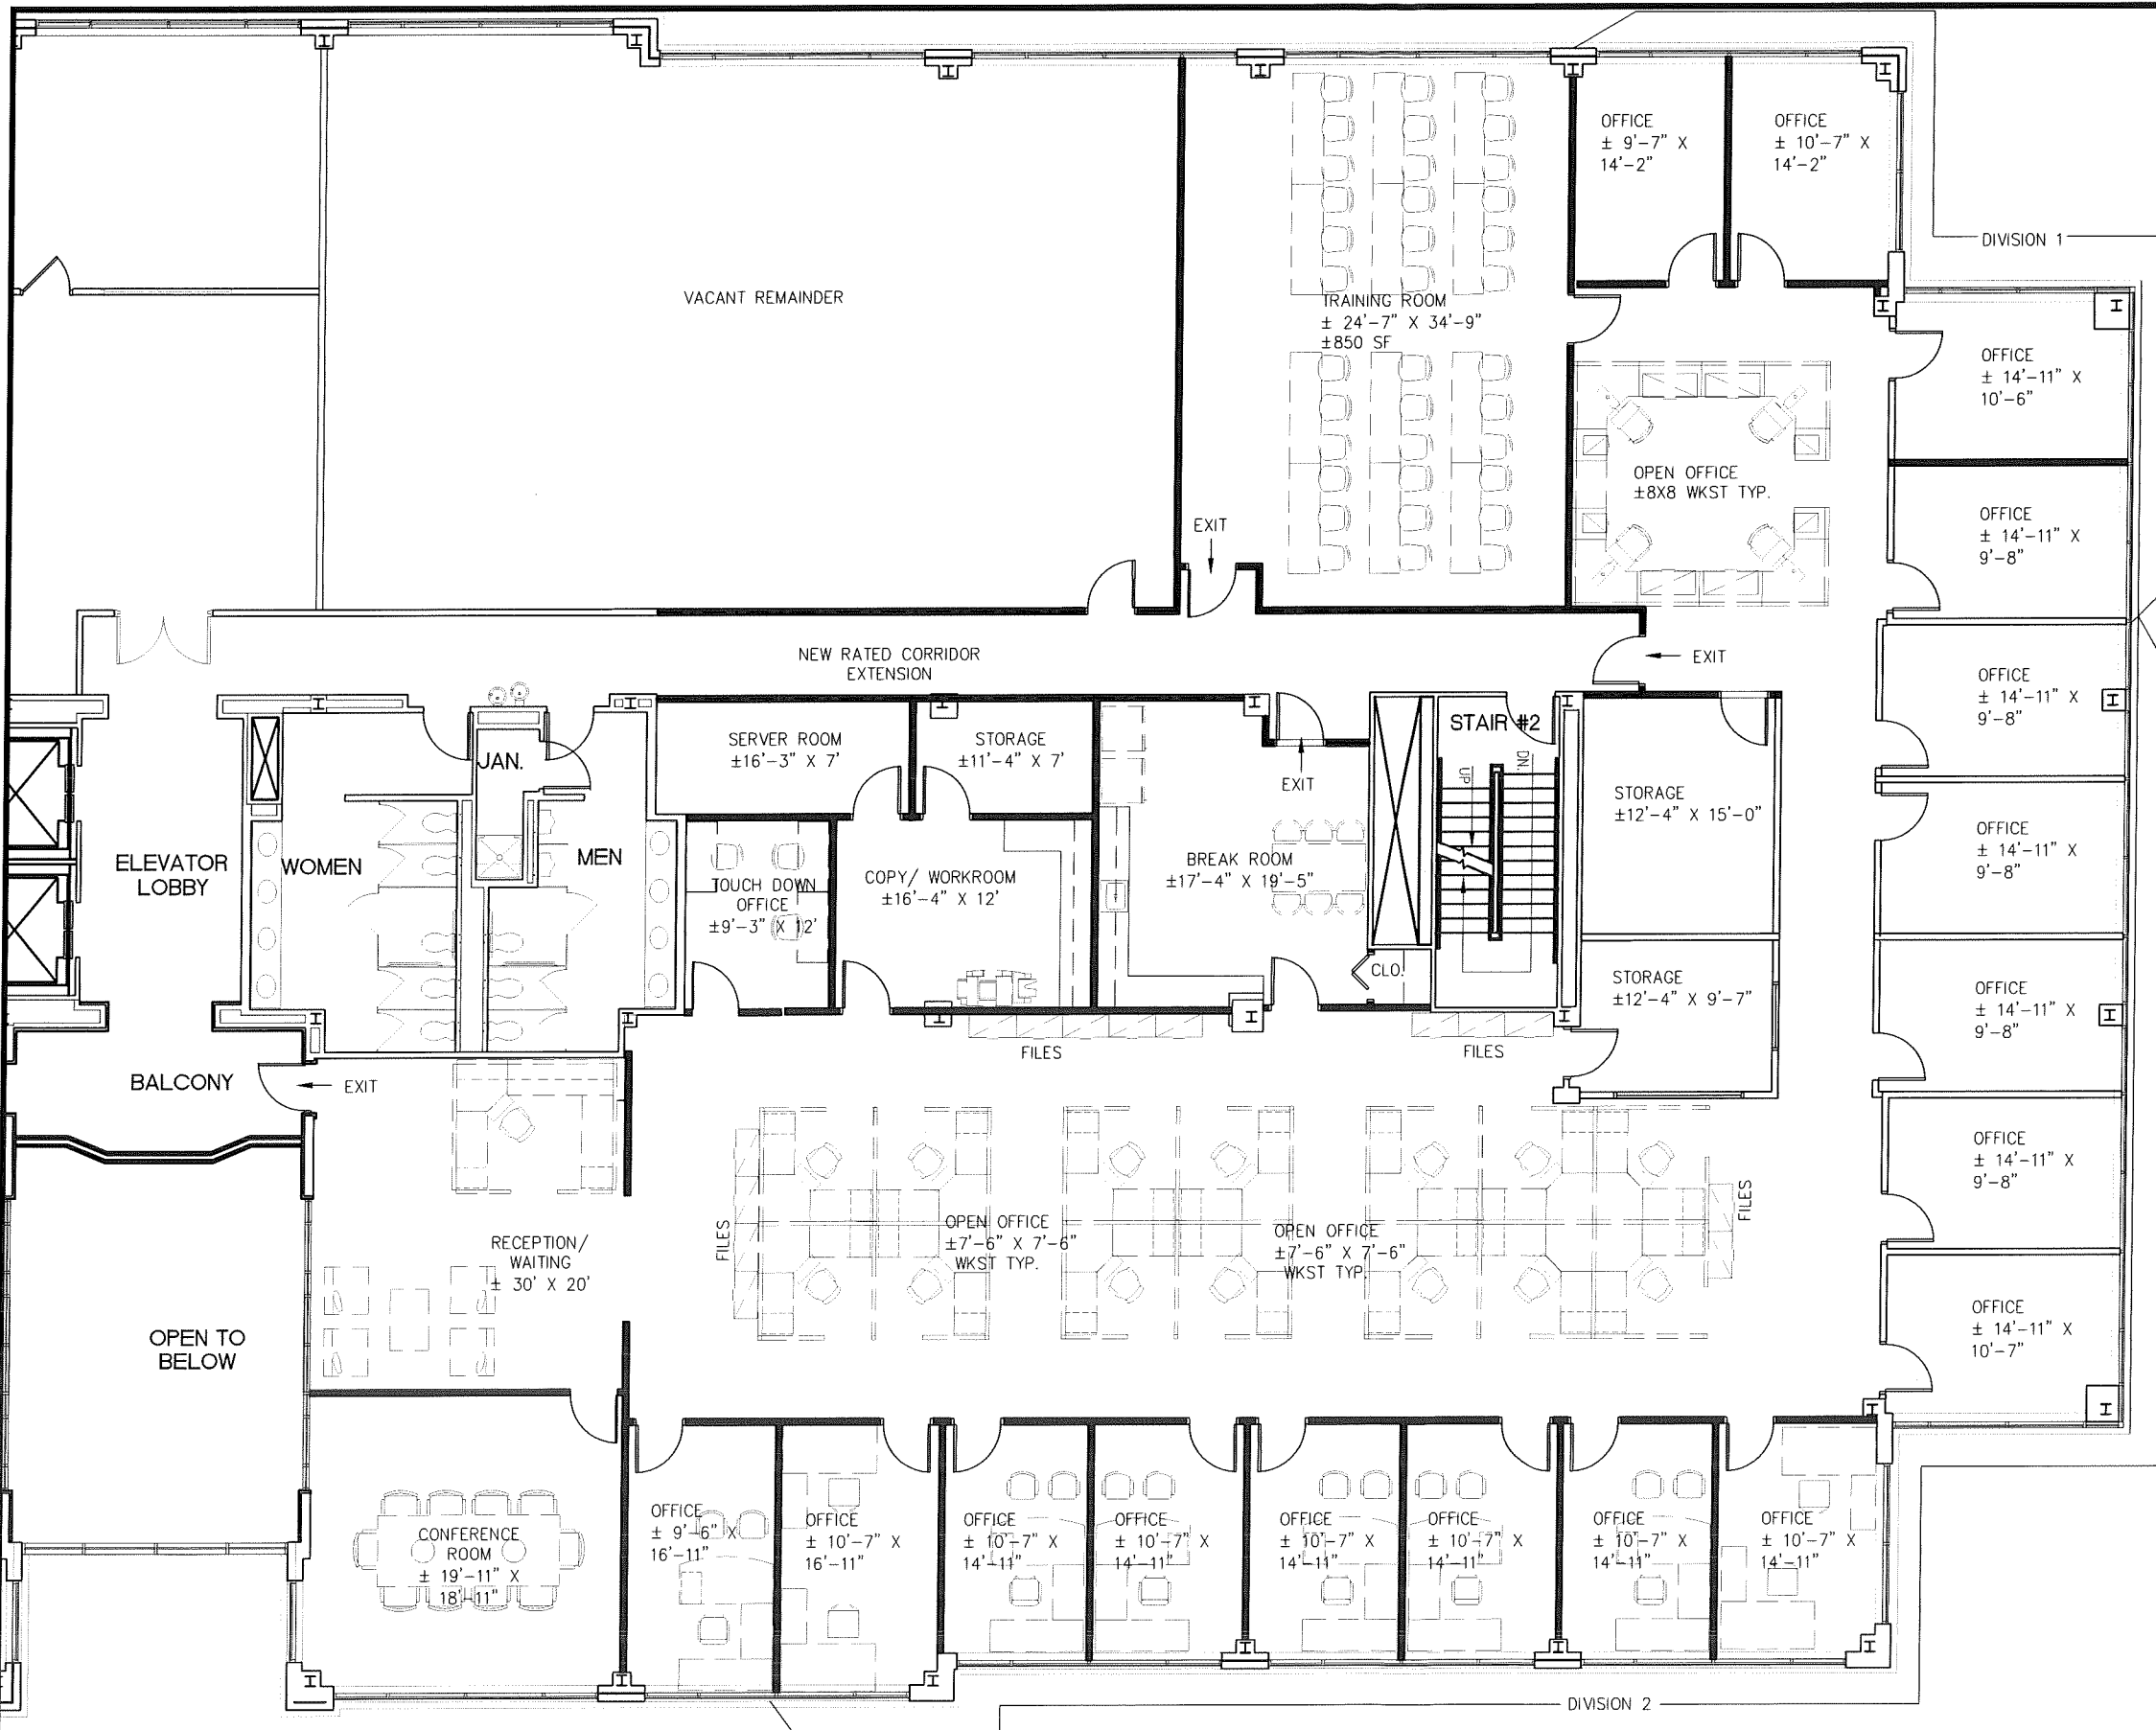 OFFICE
± 9'-7" X
14'-2"
OFFICE
± 10'-7" X
14'-2"
DIVISION 1
VACANT REMAINDER
TRAINING ROOM
± 24'-7" X 34'-9"
±850 SF
OFFICE
± 14'-11" X
10'-6"
OPEN OFFICE
±8X8 WKST TYP.
EXIT
OFFICE
± 14'-11" X
9'-8"
NEW RATED CORRIDOR
EXTENSION
EXIT
OFFICE
± 14'-11" X
9'-8"
SERVER ROOM
±16'-3" X 7'
STORAGE
±11'-4" X 7'
STAIR #2
UP
DN.
JAN.
EXIT
STORAGE
±12'-4" X 15'-0"
OFFICE
± 14'-11" X
9'-8"
ELEVATOR
LOBBY
WOMEN
MEN
TOUCH DOWN
OFFICE
±9'-3" X 12'
COPY/ WORKROOM
±16'-4" X 12'
BREAK ROOM
±17'-4" X 19'-5"
CLO.
STORAGE
±12'-4" X 9'-7"
OFFICE
± 14'-11" X
9'-8"
FILES
FILES
BALCONY
EXIT
OFFICE
± 14'-11" X
9'-8"
RECEPTION/
WAITING
± 30' X 20'
FILES
OPEN OFFICE
±7'-6" X 7'-6"
WKST TYP.
OPEN OFFICE
±7'-6" X 7'-6"
WKST TYP.
FILES
OPEN TO
BELOW
OFFICE
± 14'-11" X
10'-7"
CONFERENCE
ROOM
± 19'-11" X
18'-11"
OFFICE
± 9'-6" X
16'-11"
OFFICE
± 10'-7" X
16'-11"
OFFICE
± 10'-7" X
14'-11"
OFFICE
± 10'-7" X
14'-11"
OFFICE
± 10'-7" X
14'-11"
OFFICE
± 10'-7" X
14'-11"
OFFICE
± 10'-7" X
14'-11"
OFFICE
± 10'-7" X
14'-11"
DIVISION 2